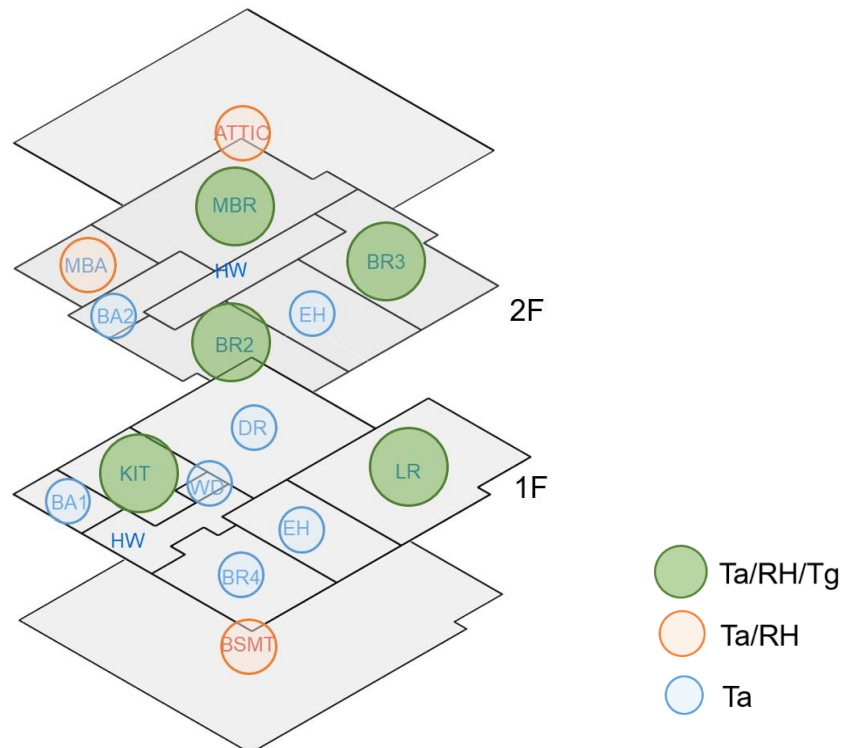 ATTIC
MBR
BR3
MBA
HW
BA2
EH
2F
BR2
DR
LR
KIT
WD
1F
BA1
EH
HW
BR4
BSMT
Ta/RH/Tg
Ta/RH
Ta